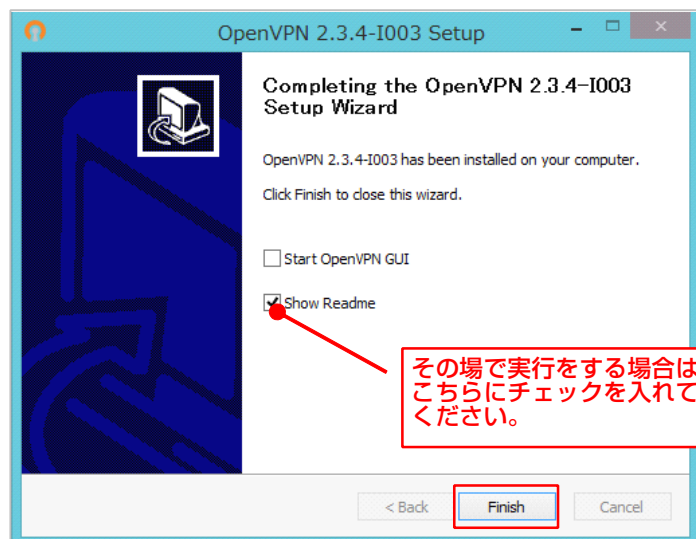 OpenVPN 2.3.4-I003 Setup
Completing the OpenVPN 2.3.4-I003
Setup Wizard
OpenVPN 2.3.4-I003 has been installed on your computer.
Click Finish to close this wizard.
Start OpenVPN GUI
Show Readme
その場で実行をする場合は
こちらにチェックを入れて
ください。
< Back
Finish
Cancel